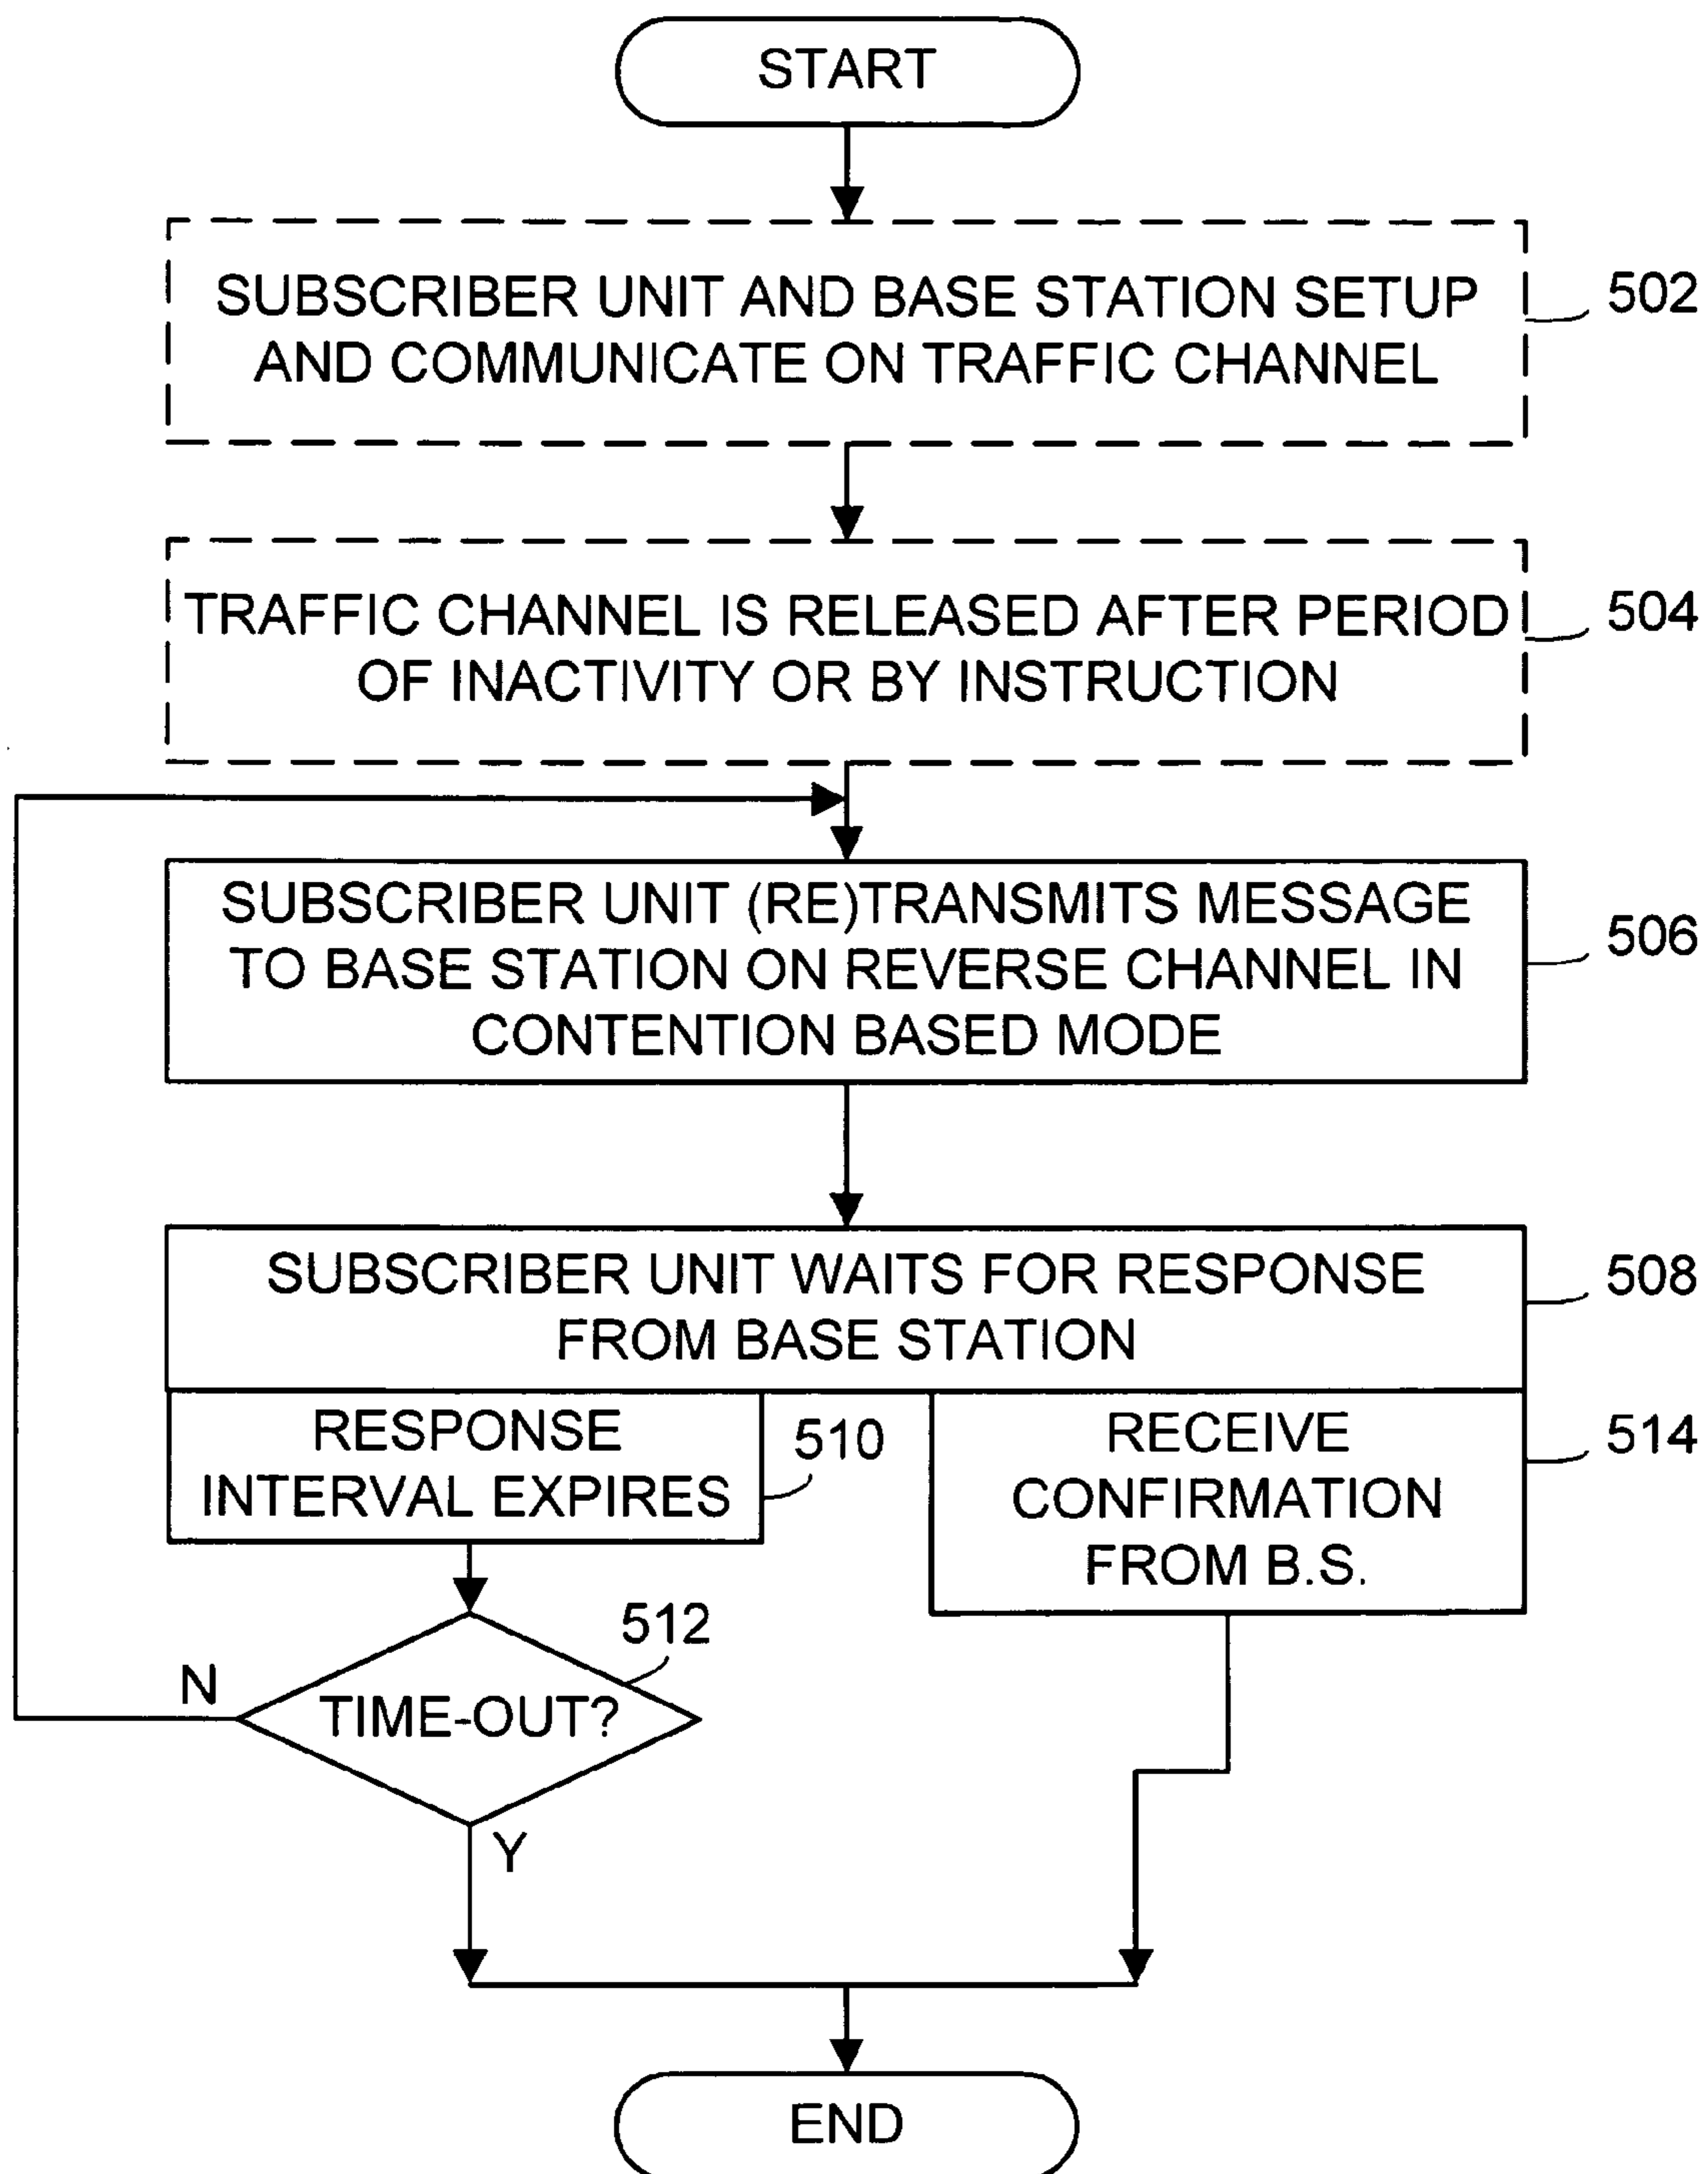 START
SUBSCRIBER UNIT AND BASE STATION SETUP
AND COMMUNICATE ON TRAFFIC CHANNEL
502
TRAFFIC CHANNEL IS RELEASED AFTER PERIOD
OF INACTIVITY OR BY INSTRUCTION
504
SUBSCRIBER UNIT (RE)TRANSMITS MESSAGE
TO BASE STATION ON REVERSE CHANNEL IN
CONTENTION BASED MODE
506
SUBSCRIBER UNIT WAITS FOR RESPONSE
FROM BASE STATION
508
RESPONSE
INTERVAL EXPIRES
510
RECEIVE
CONFIRMATION
FROM B.S.
514
512
N
TIME-OUT?
Y
END